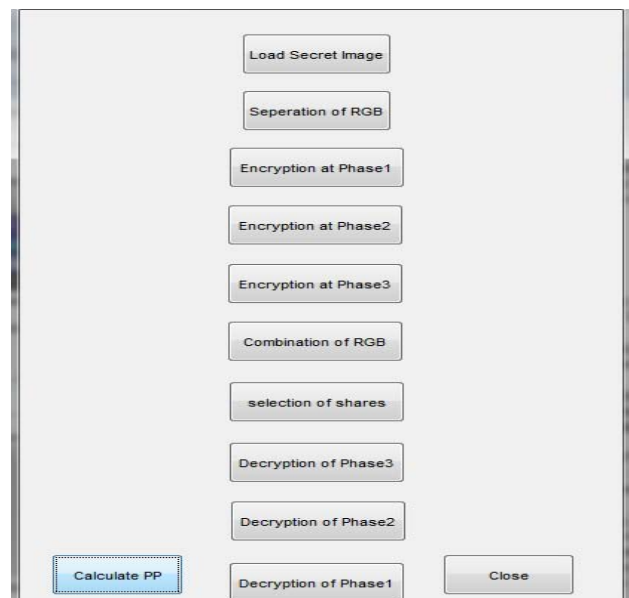 Load Secret Image
Seperation of RGB
Encryption at Phase1
Encryption at Phase2
Encryption at Phase3
Combination of RGB
selection of shares
Decryption of Phase3
Decryption of Phase2
Calculate PP
Decryption of Phase1
Close